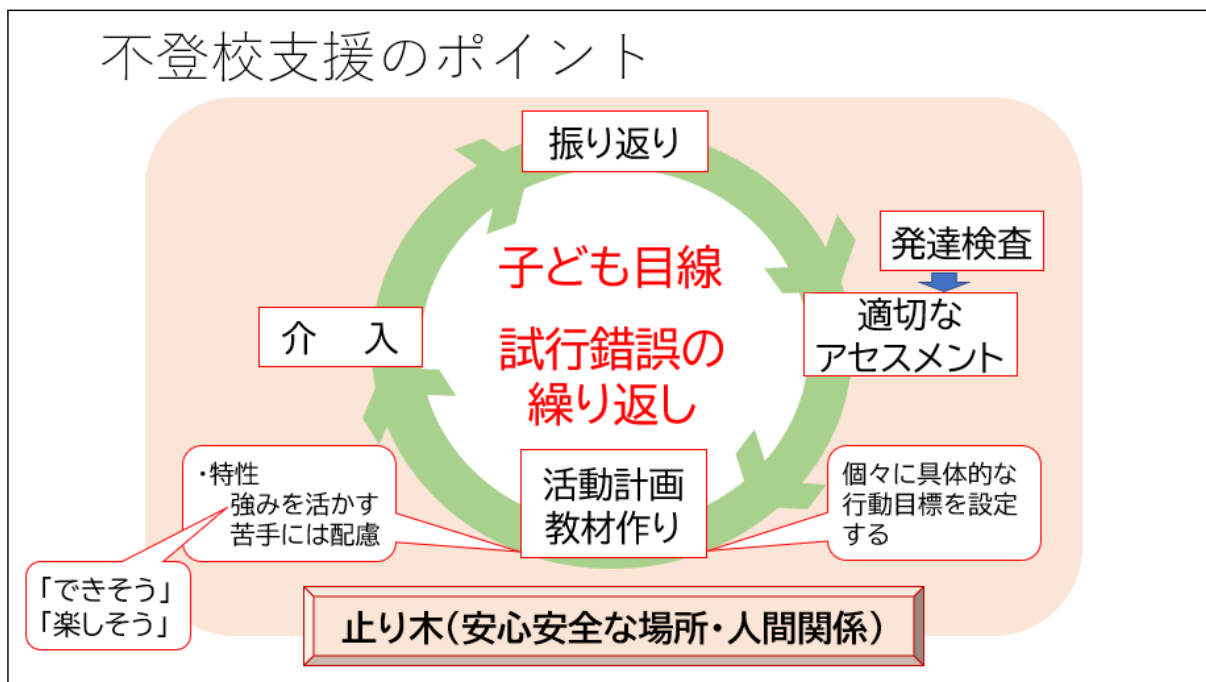 不登校支援のポイント
振り返り
発達検査
適切な
アセスメント
子ども目線
試行錯誤の
繰り返し
介　入
活動計画
教材作り
・特性
強みを活かす
苦手には配慮
個々に具体的な
行動目標を設定
する
「できそう」
「楽しそう」
止り木(安心安全な場所・人間関係)